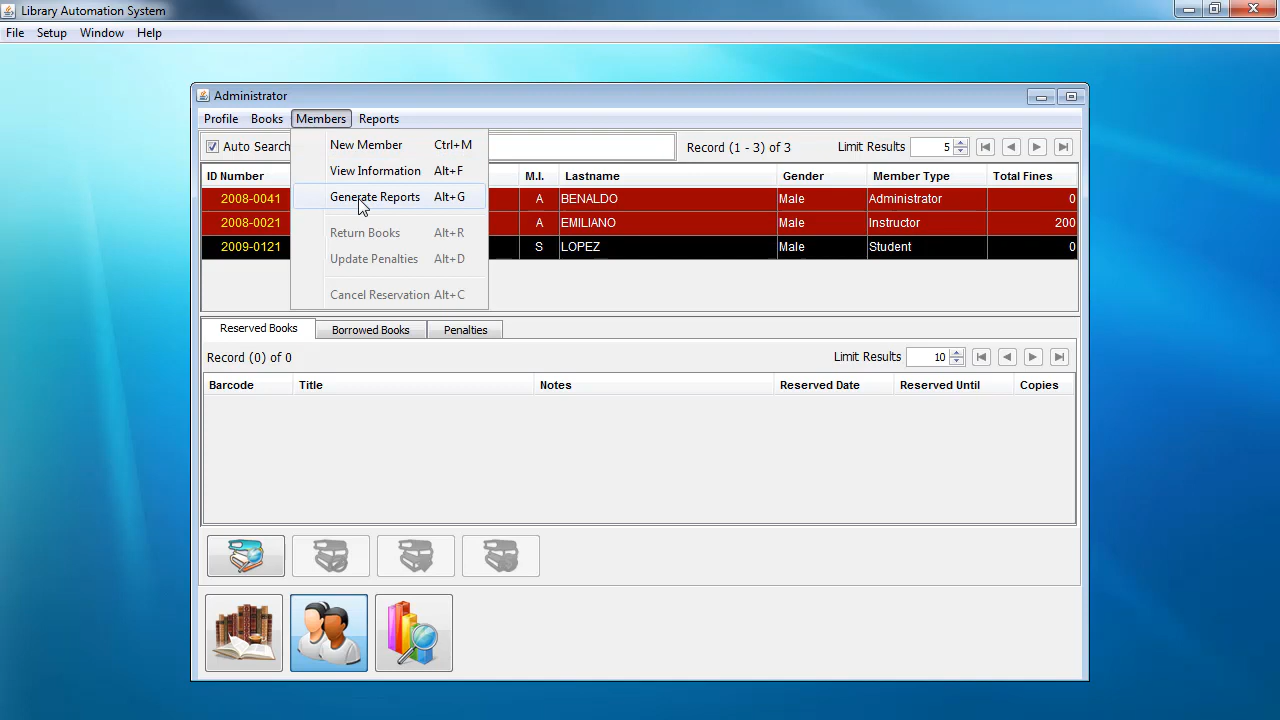 Library Automation System
File Setup Window Help
Administrator
Profile Books Members Reports
Auto Search Record (1 - 3) of 3 Limit Results 5
New Member Ctrl+M
View Information Alt+F
Generate Reports Alt+G
Return Books Alt+R
Update Penalties Alt+D
Cancel Reservation Alt+C
ID Number M.I. Lastname Gender Member Type Total Fines
2008-0041 A BENALDO Male Administrator 0
2008-0021 A EMILIANO Male Instructor 200
2009-0121 S LOPEZ Male Student 0
Reserved Books Borrowed Books Penalties
Record (0) of 0 Limit Results 10
Barcode Title Notes Reserved Date Reserved Until Copies